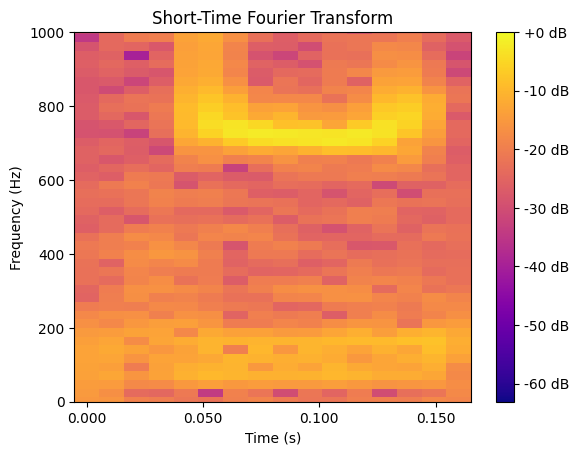 Short-Time Fourier Transform
1000
800
600
400
200
0
Frequency (Hz)
0.000
0.050
0.100
0.150
Time (s)
+0 dB
-10 dB
-20 dB
-30 dB
-40 dB
-50 dB
-60 dB